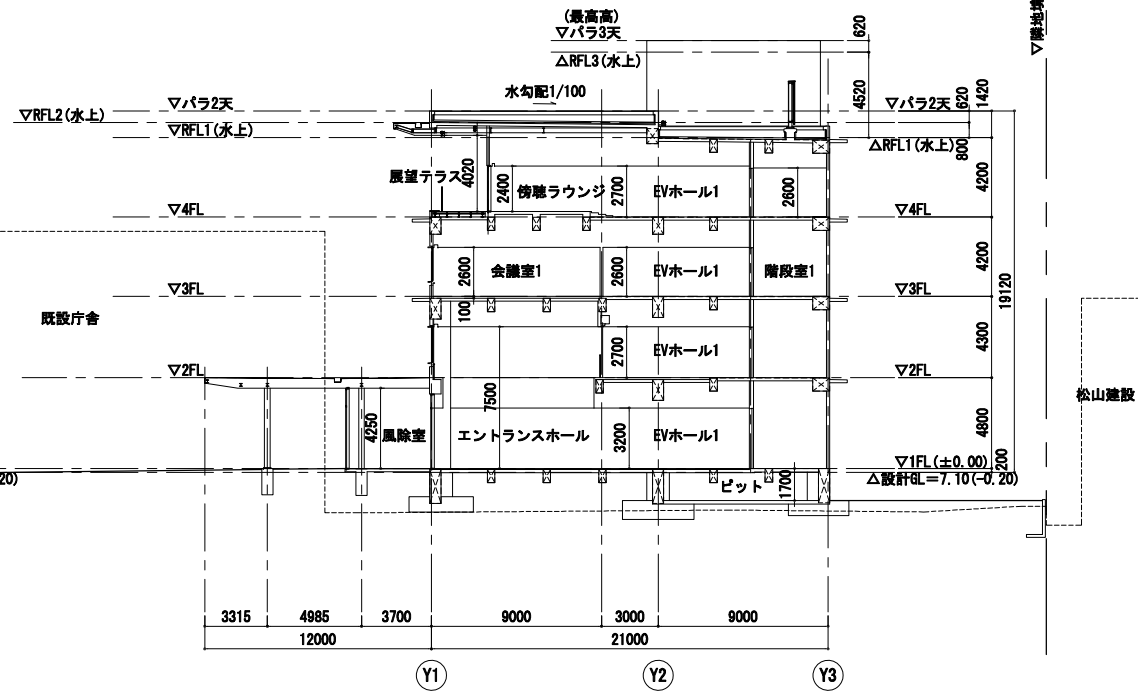 (最高高)
▽パラ3天
△RFL3(水上)
620
4520
▽隣地境
水勾配1/100
▽パラ2天
▽RFL2(水上)
▽RFL1(水上)
▽パラ2天
620
1420
△RFL1(水上)
800
展望テラス
4020
2400
傍聴ラウンジ
2700
EVホール1
2600
4200
▽4FL
▽4FL
2600
会議室1
2600
EVホール1
階段室1
4200
19120
▽3FL
▽3FL
既設庁舎
100
2700
EVホール1
4300
▽2FL
▽2FL
松山建設
4250
風除室
7500
エントランスホール
3200
EVホール1
4800
▽1FL(±0.00)
200
20)
△設計GL=7.10(-0.20)
ピット
1700
3315
4985
3700
9000
3000
9000
12000
21000
Y1
Y2
Y3